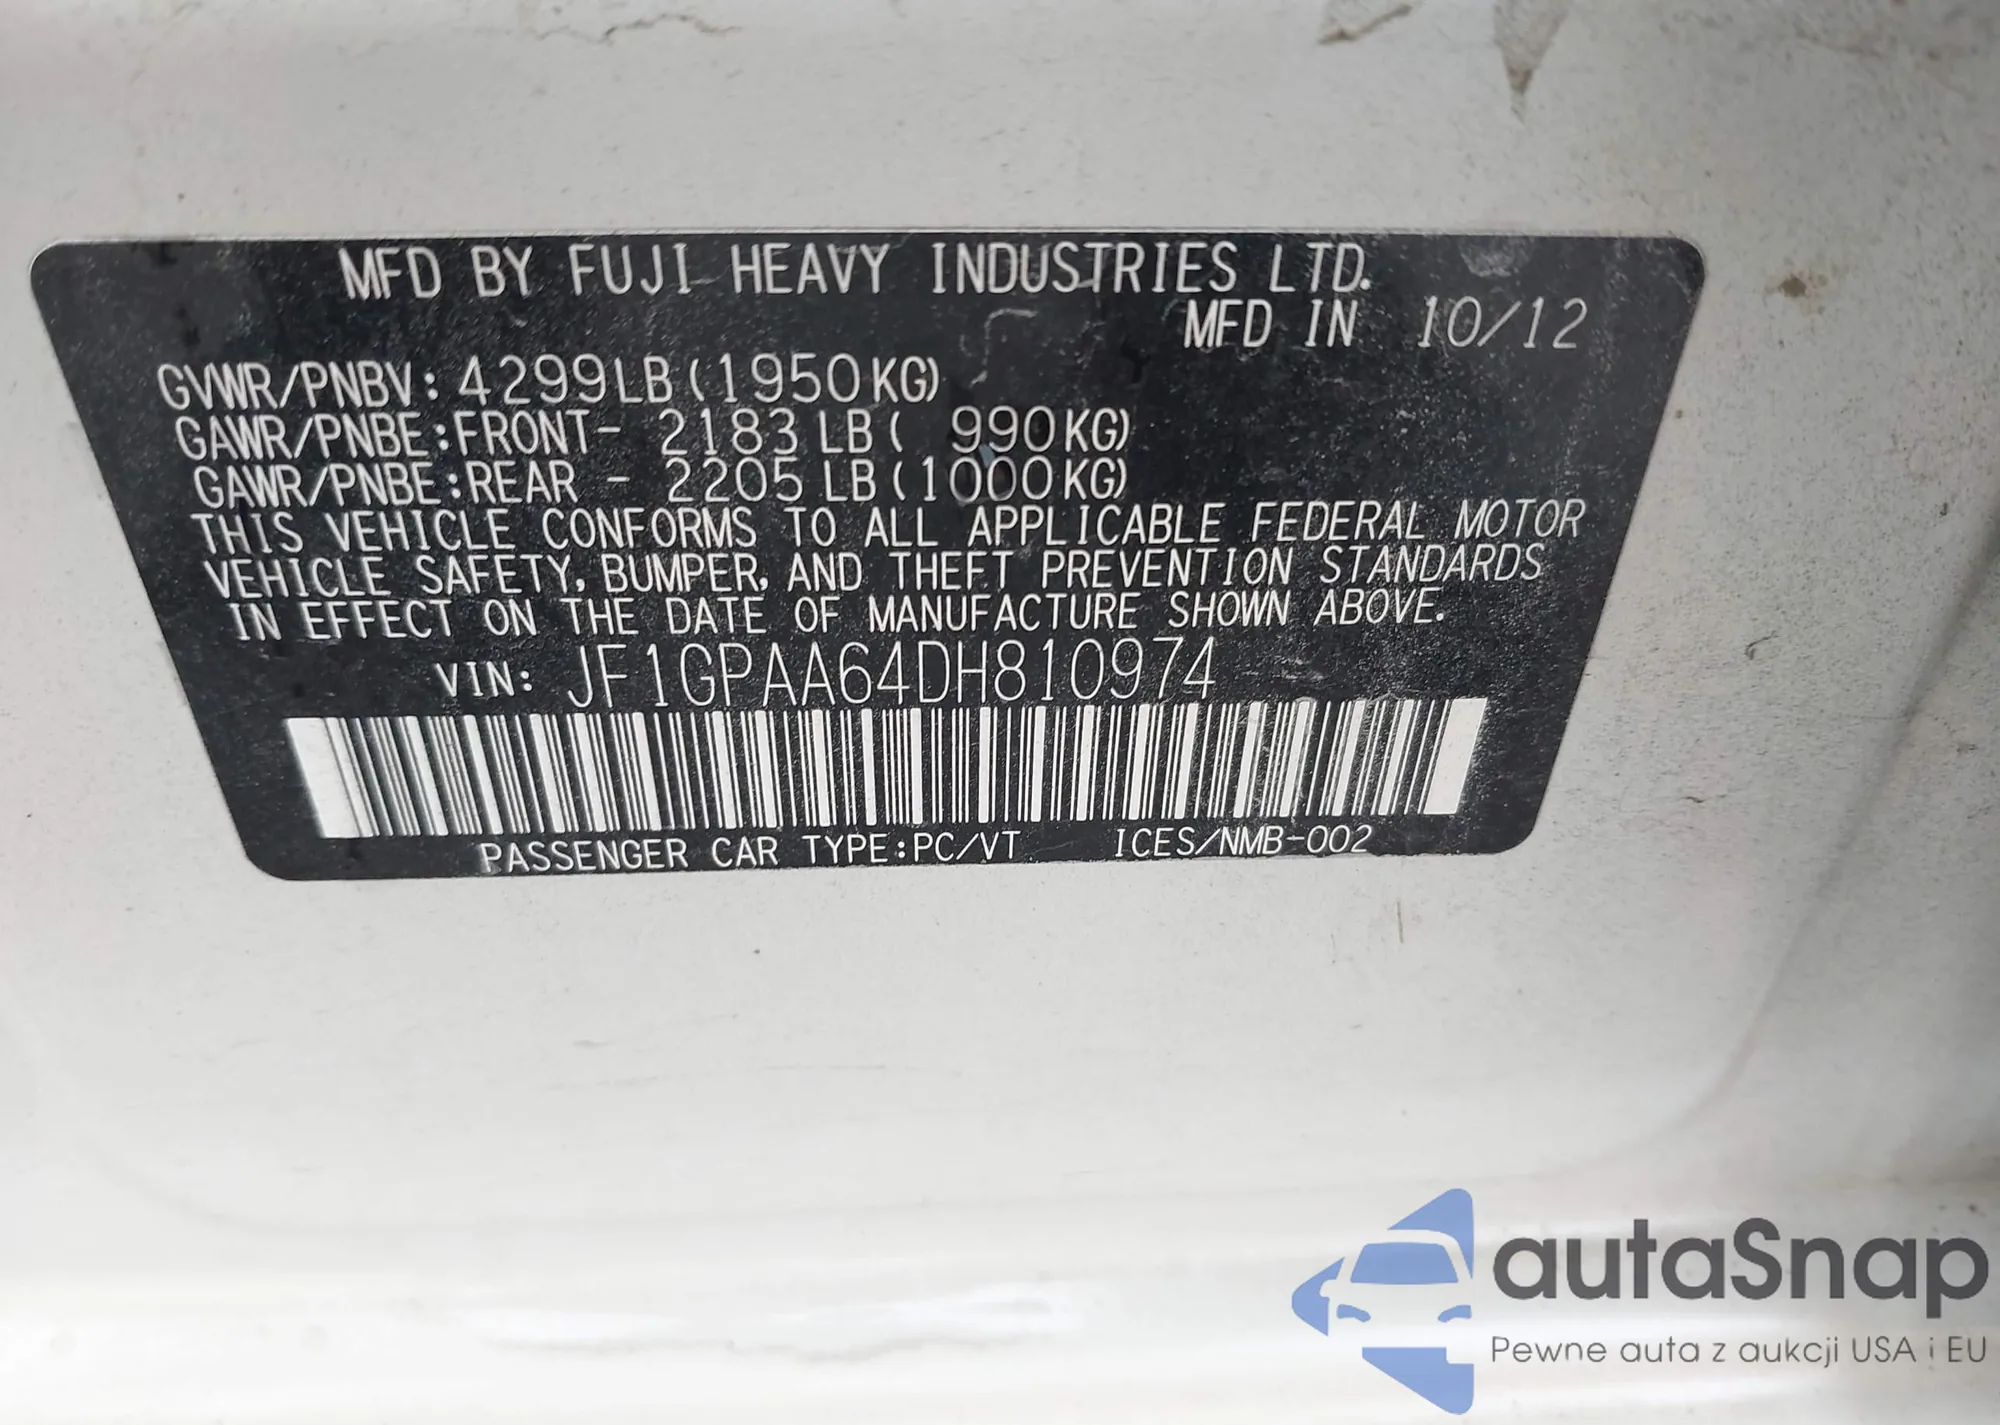 MFD BY FUJI HEAVY INDUSTRIES LTD.
MFD IN 10/12
GVWR/PNBV: 4299LB (1950KG)
GAWR/PNBE:FRONT- 2183 LB ( 990KG)
GAWR/PNBE:REAR - 2205 LB (1000KG)
THIS VEHICLE CONFORMS TO ALL APPLICABLE FEDERAL MOTOR
VEHICLE SAFETY, BUMPER, AND THEFT PREVENTION STANDARDS
IN EFFECT ON THE DATE OF MANUFACTURE SHOWN ABOVE.
VIN: JF1GPAA64DH810974
PASSENGER CAR TYPE:PC/VT ICES/NMB-002
autaSnap
Pewne auta z aukcji USA i EU